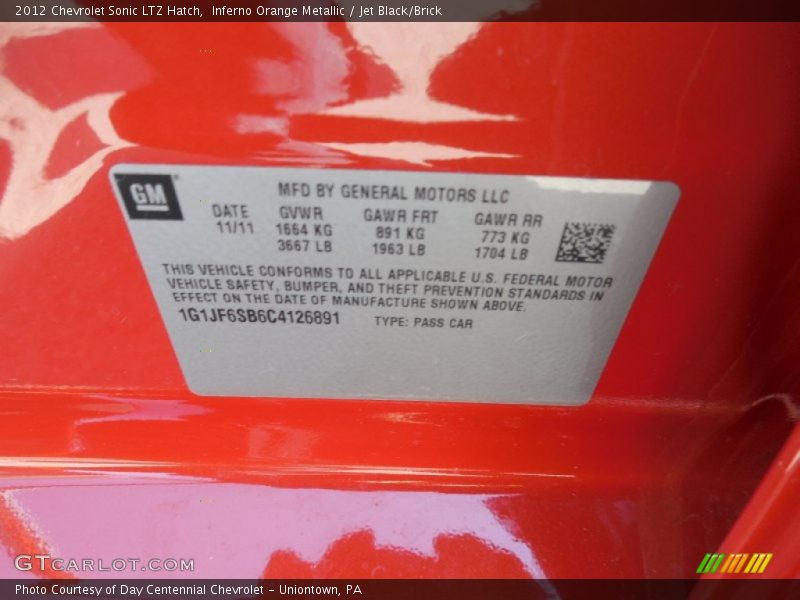 2012 Chevrolet Sonic LTZ Hatch,  Inferno Orange Metallic / Jet Black/Brick
GM
MFD BY GENERAL MOTORS LLC
DATE GVWR GAWR FRT GAWR RR
11/11 1664 KG 891 KG 773 KG
3667 LB 1963 LB 1704 LB
THIS VEHICLE CONFORMS TO ALL APPLICABLE U.S. FEDERAL MOTOR
VEHICLE SAFETY, BUMPER, AND THEFT PREVENTION STANDARDS IN
EFFECT ON THE DATE OF MANUFACTURE SHOWN ABOVE.
1G1JF6SB6C4126891 TYPE: PASS CAR
GTCARLOT.COM
Photo Courtesy of Day Centennial Chevrolet - Uniontown, PA